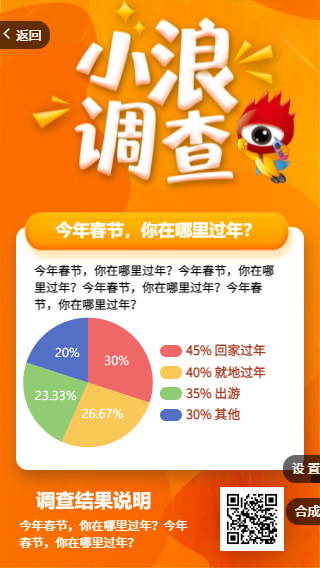 返回
小浪
调查
今年春节，你在哪里过年？
今年春节，你在哪里过年？今年春节，你在哪
里过年？今年春节，你在哪里过年？今年春
节，你在哪里过年？
30%
26.67%
23.33%
20%
45% 回家过年
40% 就地过年
35% 出游
30% 其他
设 置
合成
调查结果说明
今年春节，你在哪里过年？今年
春节，你在哪里过年？